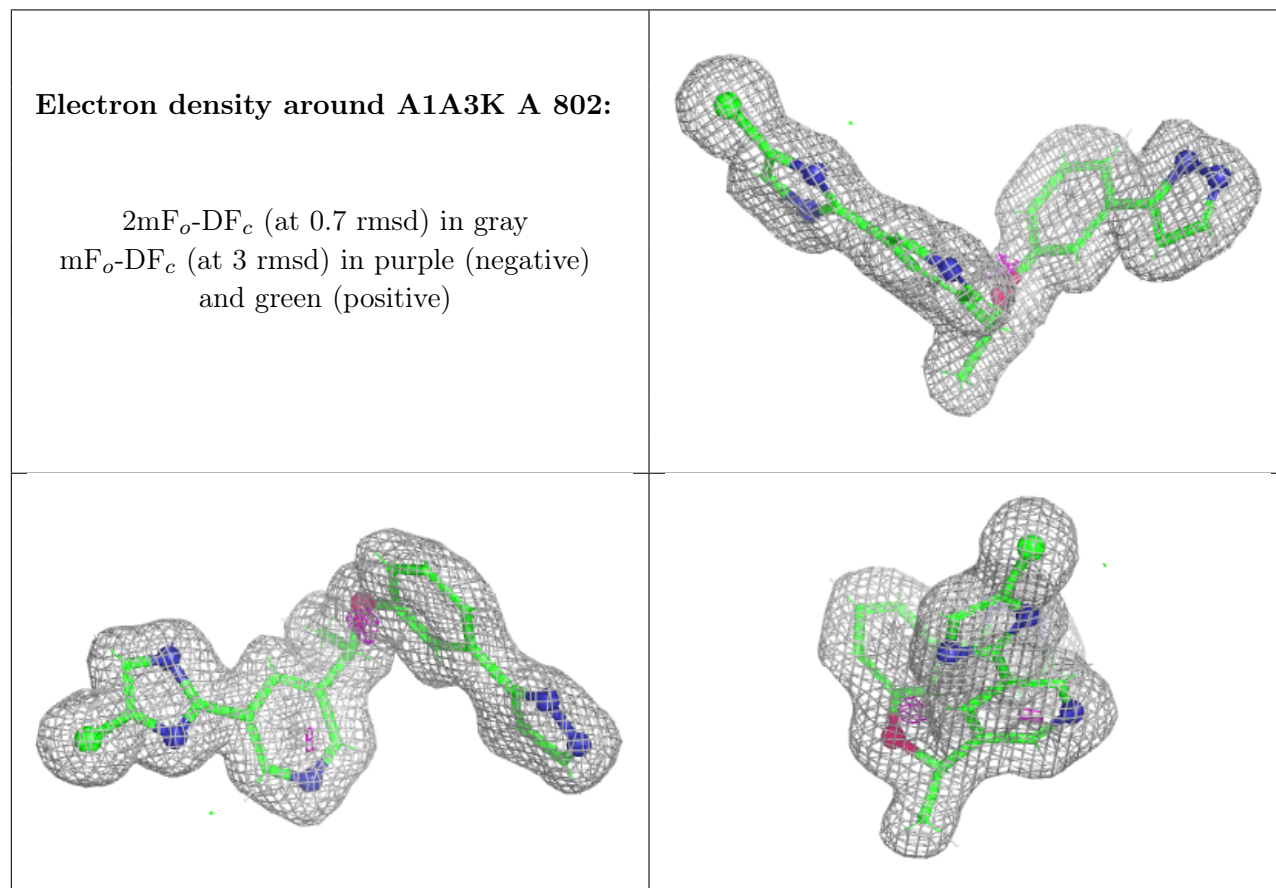 Electron density around A1A3K A 802:
2mFₒ-DF𝒸 (at 0.7 rmsd) in gray
mFₒ-DF𝒸 (at 3 rmsd) in purple (negative)
and green (positive)